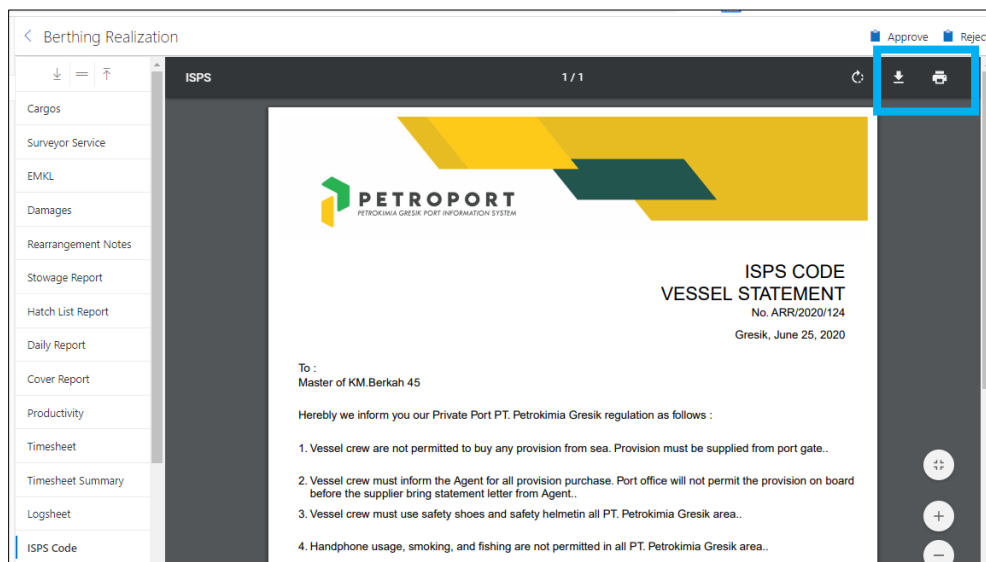 Berthing Realization
Approve
Reject
Cargos
Surveyor Service
EMKL
Damages
Rearrangement Notes
Stowage Report
Hatch List Report
Daily Report
Cover Report
Productivity
Timesheet
Timesheet Summary
Logsheet
ISPS Code
ISPS
1 / 1
PETROPORT
PETROKIMIA GRESIK PORT INFORMATION SYSTEM
ISPS CODE
VESSEL STATEMENT
No. ARR/2020/124
Gresik, June 25, 2020
To :
Master of KM.Berkah 45
Hereby we inform you our Private Port PT. Petrokimia Gresik regulation as follows :
1. Vessel crew are not permitted to buy any provision from sea. Provision must be supplied from port gate..
2. Vessel crew must inform the Agent for all provision purchase. Port office will not permit the provision on board
before the supplier bring statement letter from Agent..
3. Vessel crew must use safety shoes and safety helmetin all PT. Petrokimia Gresik area..
4. Handphone usage, smoking, and fishing are not permitted in all PT. Petrokimia Gresik area..